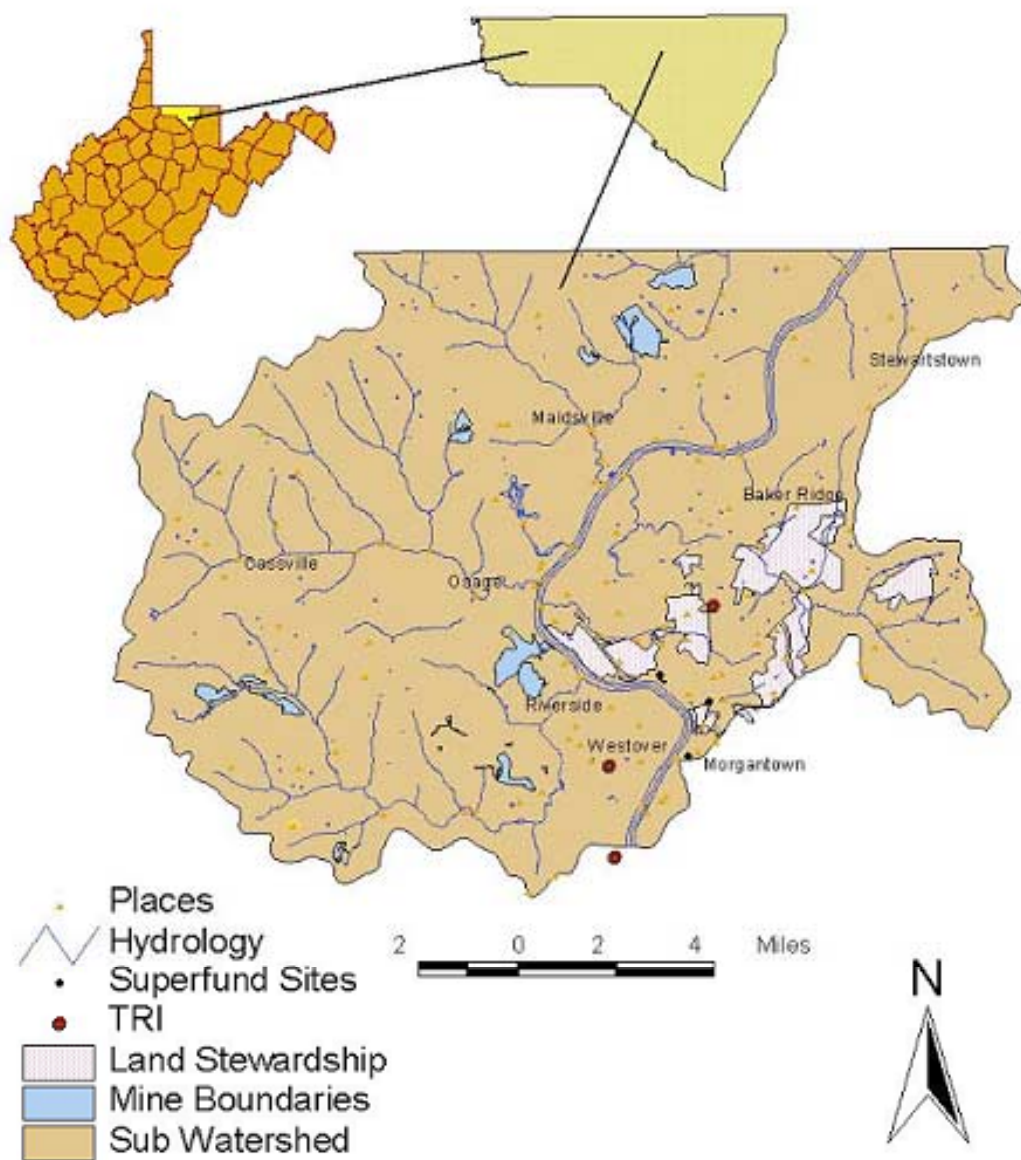 Stewartstown
Maidsville
Baker Ridge
Cassville
Osage
Riverside
Westover
Morgantown
Places
Hydrology
Superfund Sites
TRI
Land Stewardship
Mine Boundaries
Sub Watershed
2 0 2 4 Miles
N